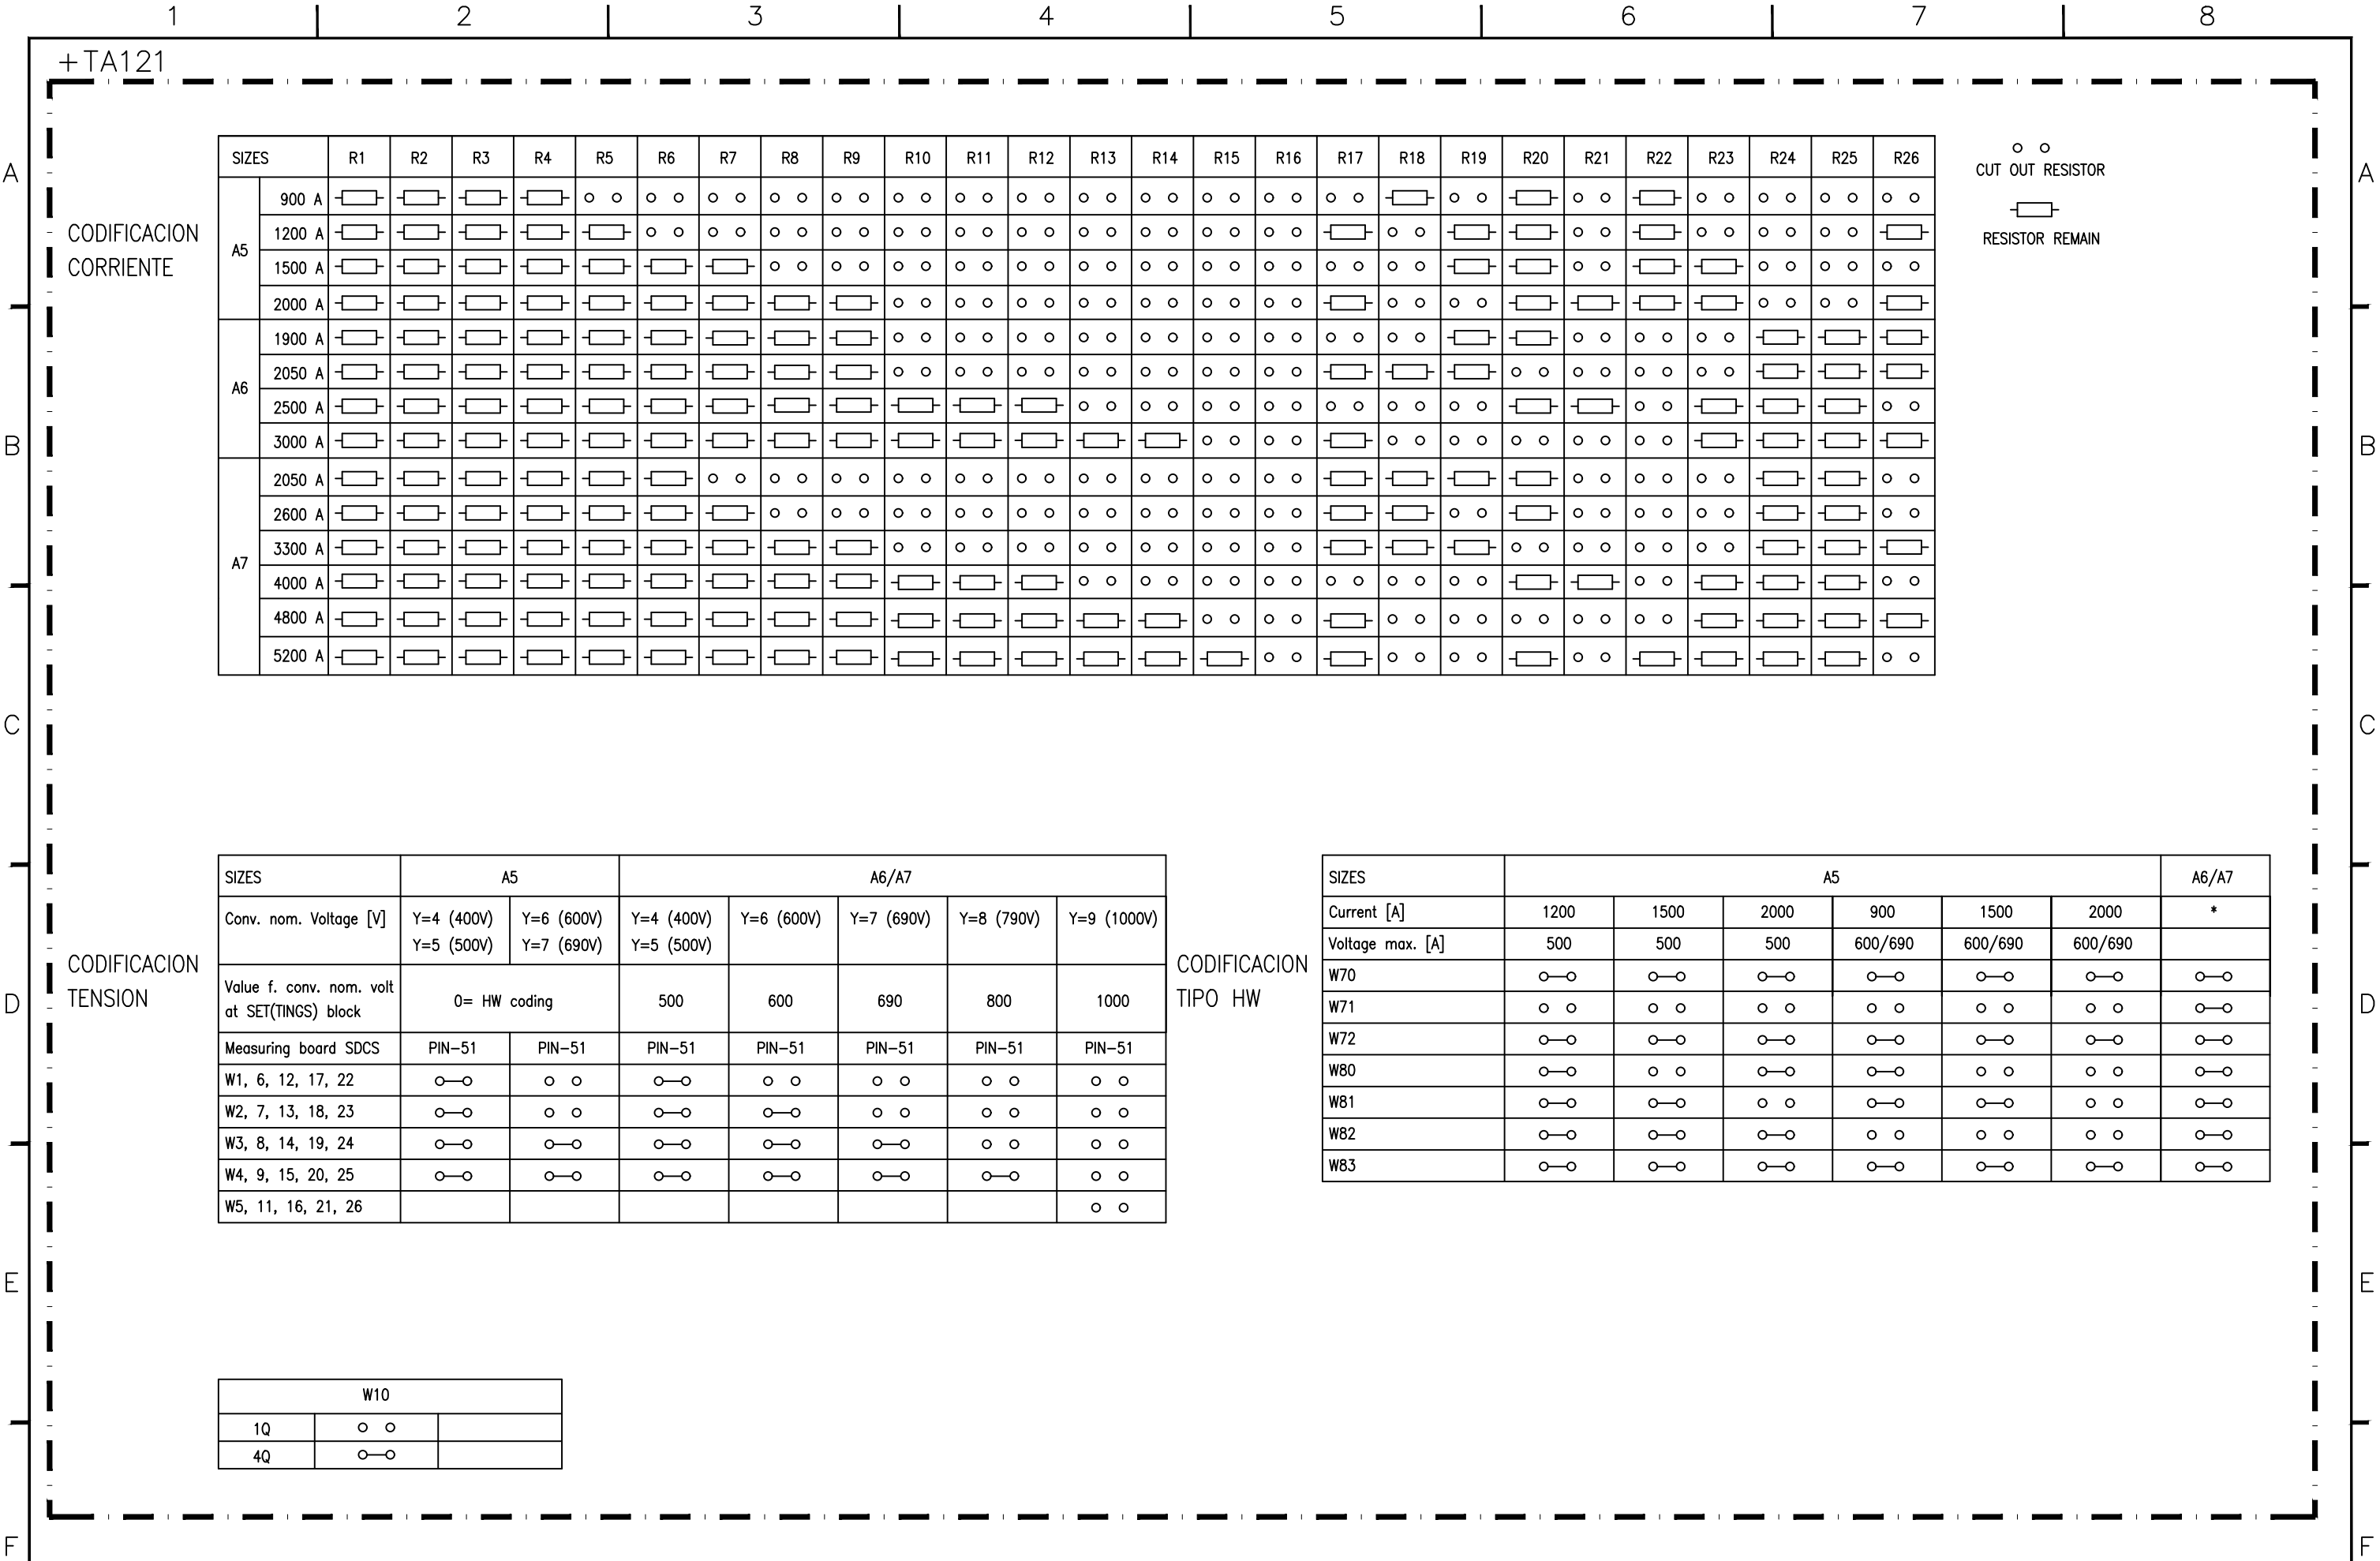 1 2 3 4 5 6 7 8
+TA121
A A
SIZES R1 R2 R3 R4 R5 R6 R7 R8 R9 R10 R11 R12 R13 R14 R15 R16 R17 R18 R19 R20 R21 R22 R23 R24 R25 R26
CUT OUT RESISTOR
RESISTOR REMAIN
CODIFICACION
CORRIENTE
A5
900 A
1200 A
1500 A
2000 A
A6
1900 A
2050 A
2500 A
3000 A
B B
A7
2050 A
2600 A
3300 A
4000 A
4800 A
5200 A
C C
CODIFICACION
TENSION
SIZES A5 A6/A7
Conv. nom. Voltage [V] Y=4 (400V) Y=6 (600V) Y=4 (400V) Y=6 (600V) Y=7 (690V) Y=8 (790V) Y=9 (1000V)
Y=5 (500V) Y=7 (690V) Y=5 (500V)
Value f. conv. nom. volt
at SET(TINGS) block
0= HW coding 500 600 690 800 1000
Measuring board SDCS PIN-51 PIN-51 PIN-51 PIN-51 PIN-51 PIN-51 PIN-51
W1, 6, 12, 17, 22
W2, 7, 13, 18, 23
W3, 8, 14, 19, 24
W4, 9, 15, 20, 25
W5, 11, 16, 21, 26
D D
CODIFICACION
TIPO HW
SIZES A5 A6/A7
Current [A] 1200 1500 2000 900 1500 2000 *
Voltage max. [A] 500 500 500 600/690 600/690 600/690
W70
W71
W72
W80
W81
W82
W83
E E
W10
1Q
4Q
F F